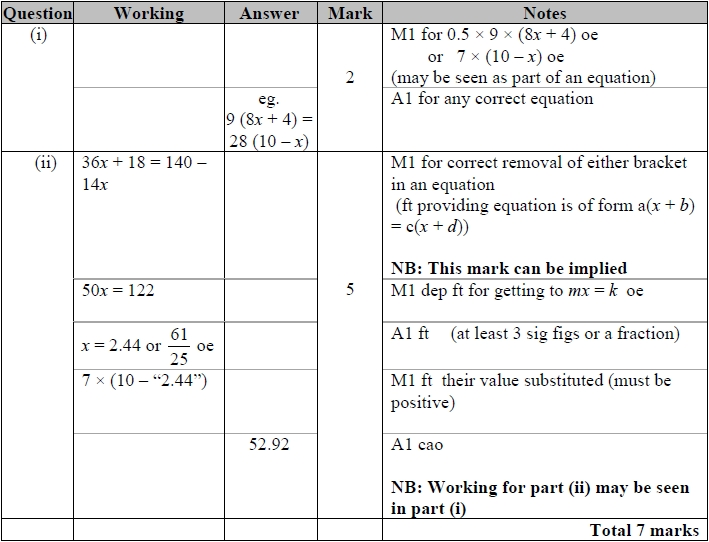 Question Working Answer Mark Notes
(i) M1 for 0.5 × 9 × (8x + 4) oe
or 7 × (10 – x) oe
(may be seen as part of an equation)
2
eg.
9 (8x + 4) =
28 (10 – x)
A1 for any correct equation
(ii) 36x + 18 = 140 –
14x
M1 for correct removal of either bracket
in an equation
(ft providing equation is of form a(x + b)
= c(x + d))
NB: This mark can be implied
50x = 122 5 M1 dep ft for getting to mx = k oe
x = 2.44 or 61/25 oe A1 ft (at least 3 sig figs or a fraction)
7 × (10 – “2.44”) M1 ft their value substituted (must be
positive)
52.92 A1 cao
NB: Working for part (ii) may be seen
in part (i)
Total 7 marks